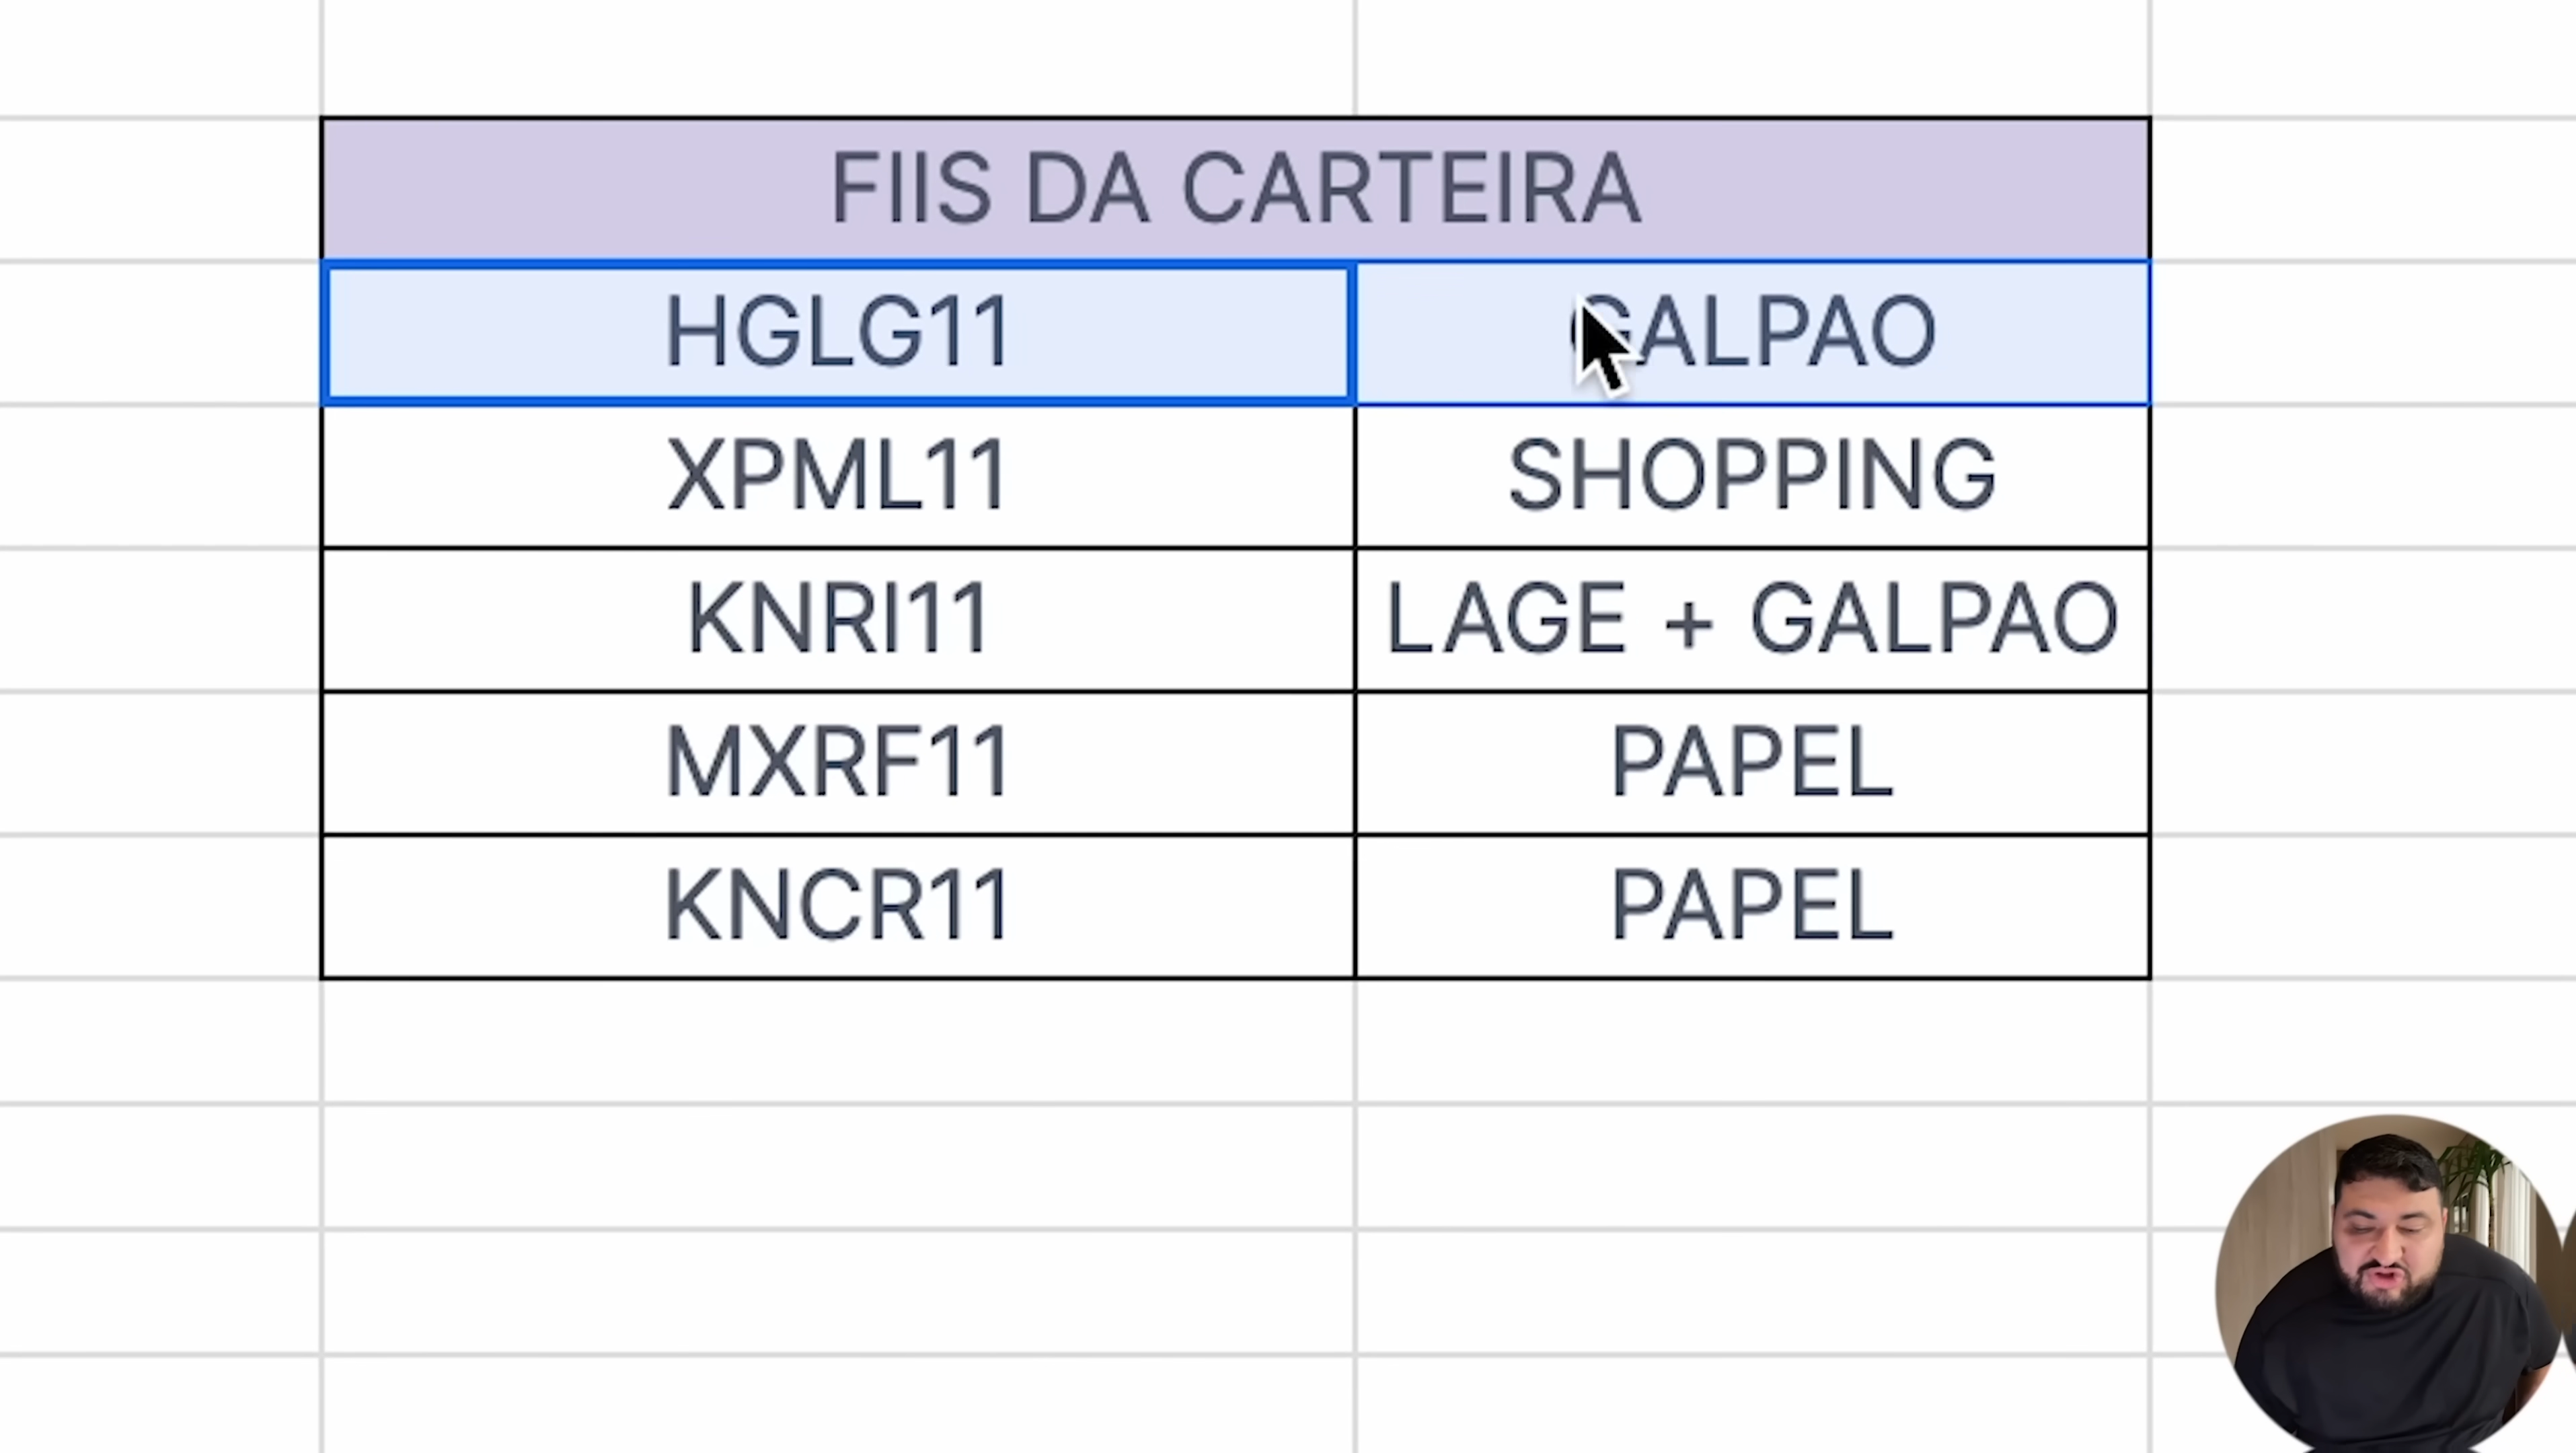 FIIS DA CARTEIRA
HGLG11 GALPAO
XPML11 SHOPPING
KNRI11 LAGE + GALPAO
MXRF11 PAPEL
KNCR11 PAPEL